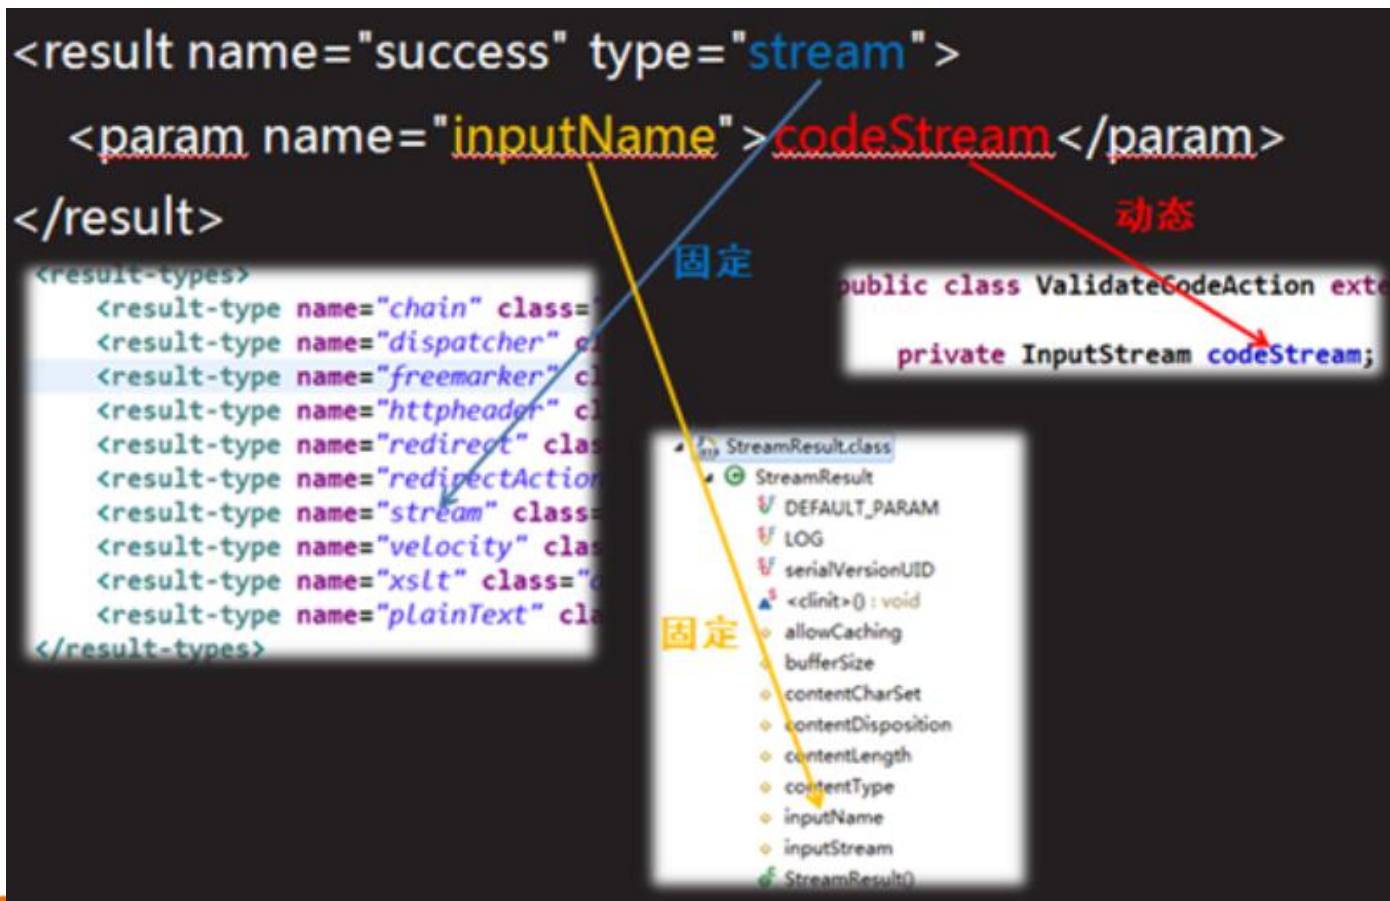 <result name="success" type="stream">
<param name="inputName">codeStream</param>
</result>
动态
固定
<result-types>
<result-type name="chain" class=
<result-type name="dispatcher" cl
<result-type name="freemarker" cl
<result-type name="httpheader" cl
<result-type name="redirect" clas
<result-type name="redirectAction
<result-type name="stream" class=
<result-type name="velocity" clas
<result-type name="xslt" class="
<result-type name="plainText" cla
</result-types>
public class ValidateCodeAction exte
private InputStream codeStream;
固定
StreamResult.class
StreamResult
DEFAULT_PARAM
LOG
serialVersionUID
<clinit>() : void
allowCaching
bufferSize
contentCharSet
contentDisposition
contentLength
contentType
inputName
inputStream
StreamResult()